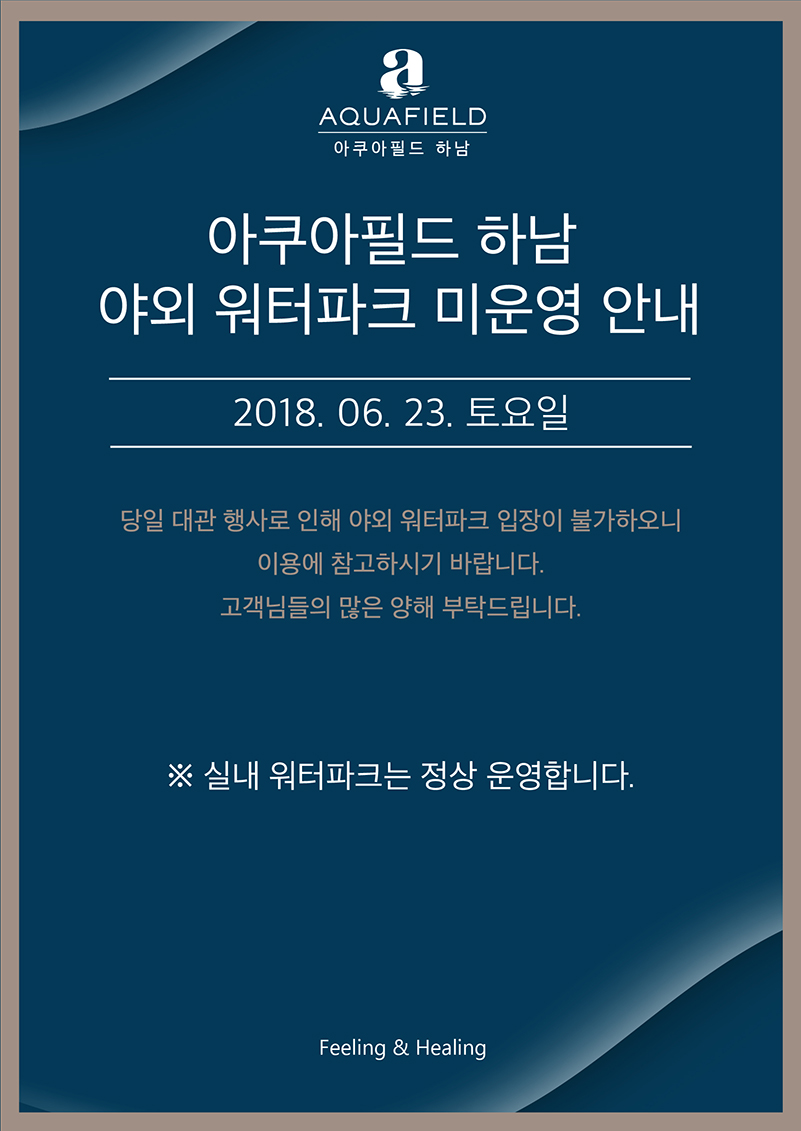 a
AQUAFIELD
아쿠아필드 하남
아쿠아필드 하남
야외 워터파크 미운영 안내
2018. 06. 23. 토요일
당일 대관 행사로 인해 야외 워터파크 입장이 불가하오니
이용에 참고하시기 바랍니다.
고객님들의 많은 양해 부탁드립니다.
※ 실내 워터파크는 정상 운영합니다.
Feeling & Healing